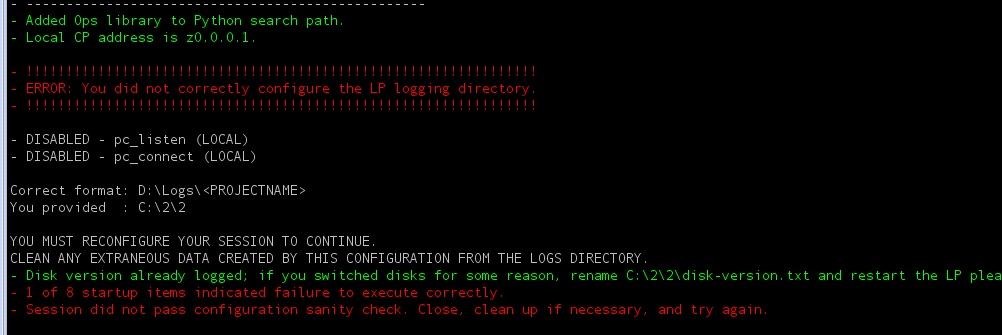 - --------------------------------------------------
- Added Ops library to Python search path.
- Local CP address is z0.0.0.1.
- !!!!!!!!!!!!!!!!!!!!!!!!!!!!!!!!!!!!!!!!!!!!!!!!!!!!!!!!!!!!!!!!
- ERROR: You did not correctly configure the LP logging directory.
- !!!!!!!!!!!!!!!!!!!!!!!!!!!!!!!!!!!!!!!!!!!!!!!!!!!!!!!!!!!!!!!!
- DISABLED - pc_listen (LOCAL)
- DISABLED - pc_connect (LOCAL)
Correct format: D:\Logs\<PROJECTNAME>
You provided  : C:\2\2
YOU MUST RECONFIGURE YOUR SESSION TO CONTINUE.
CLEAN ANY EXTRANEOUS DATA CREATED BY THIS CONFIGURATION FROM THE LOGS DIRECTORY.
- Disk version already logged; if you switched disks for some reason, rename C:\2\2\disk-version.txt and restart the LP plea
- 1 of 8 startup items indicated failure to execute correctly.
- Session did not pass configuration sanity check. Close, clean up if necessary, and try again.